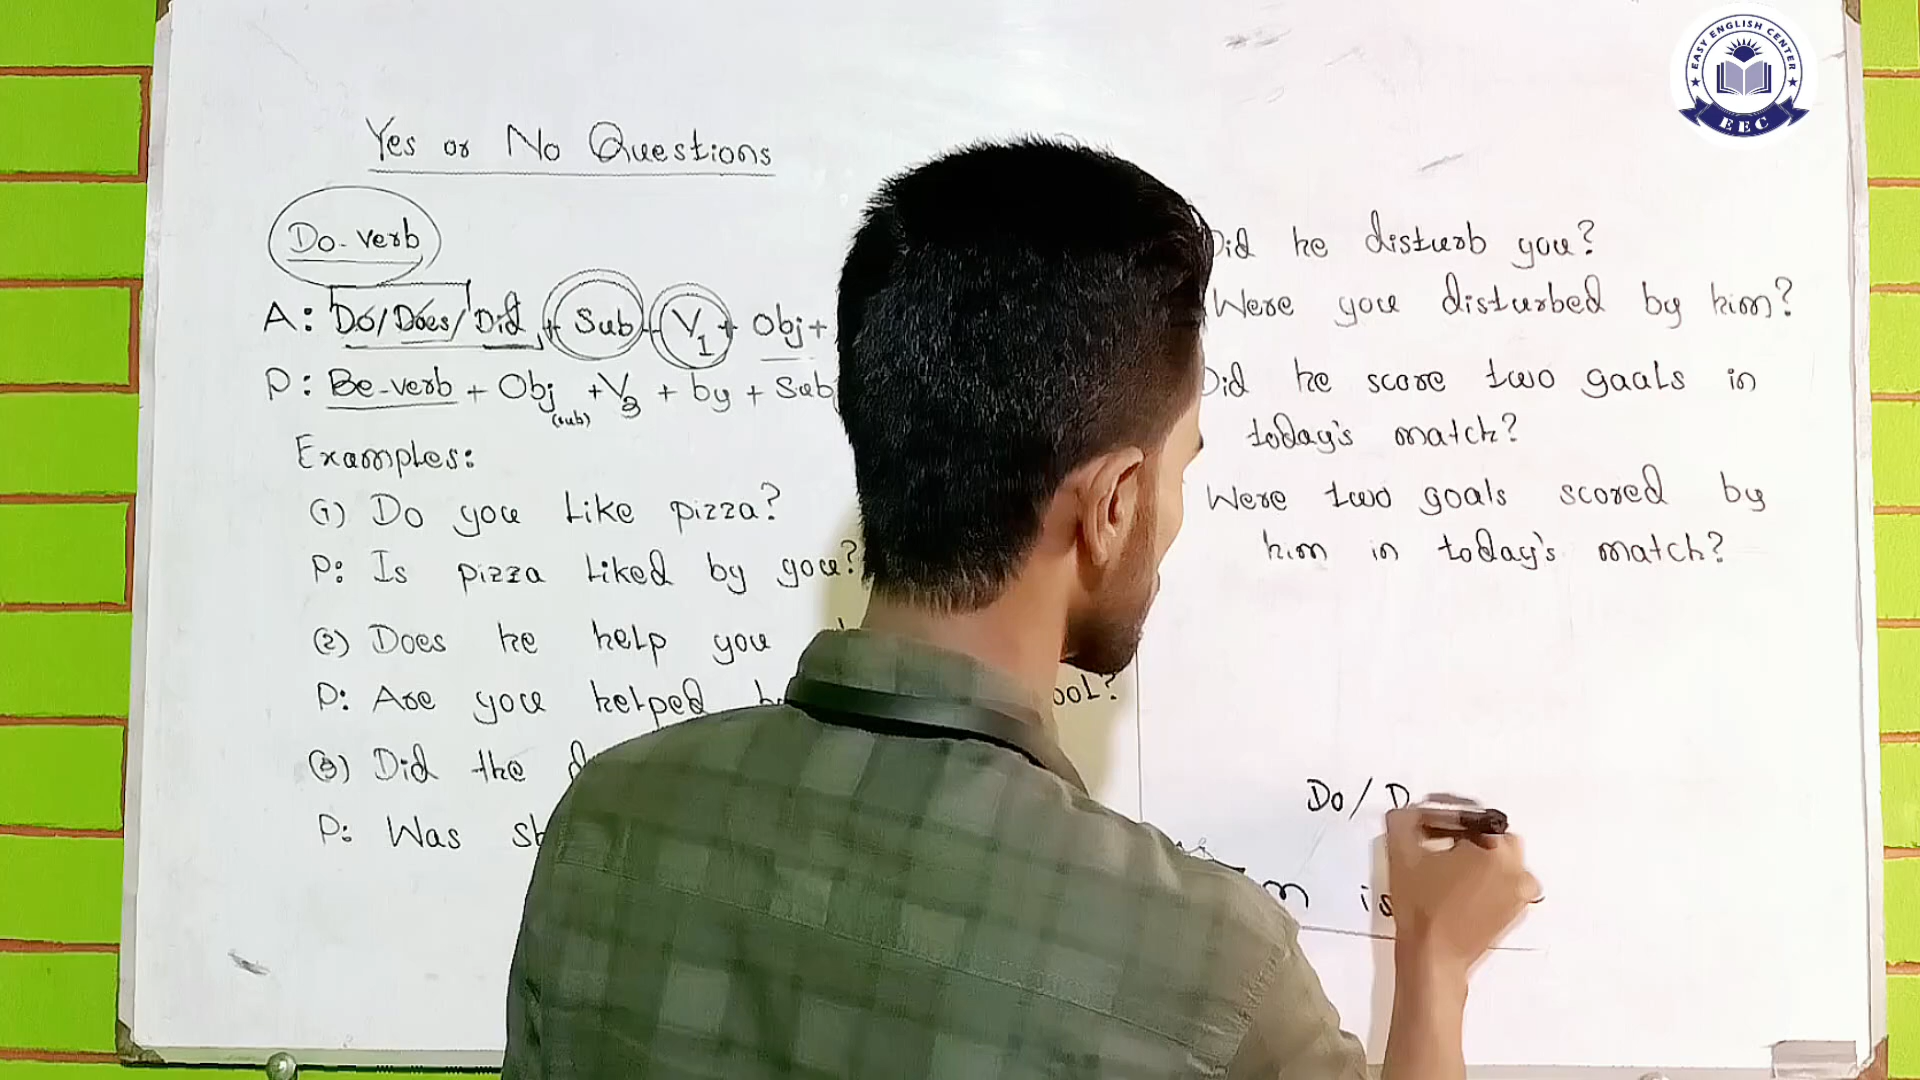 Yes or No Questions
Do-verb
A: Do/Does/Did + Sub + V1 + Obj +
P: Be-verb + Obj + V3 + by + Sub
(sub)
Examples:
(1) Do you like pizza?
P: Is pizza liked by you?
(2) Does he help you
P: Are you helped
(3) Did the
P: Was
Did he disturb you?
Were you disturbed by him?
Did he score two goals in
today's match?
Were two goals scored by
him in today's match?
Do/D
is
EASY ENGLISH CENTER
EEC